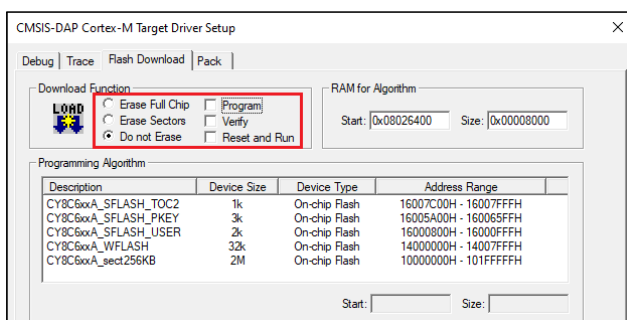 CMSIS-DAP Cortex-M Target Driver Setup
Debug Trace Flash Download Pack
Download Function
LOAD
Erase Full Chip Program
Erase Sectors Verify
Do not Erase Reset and Run
RAM for Algorithm
Start: 0x08026400 Size: 0x00008000
Programming Algorithm
Description Device Size Device Type Address Range
CY8C6xxA_SFLASH_TOC2 1k On-chip Flash 16007C00H - 16007FFFH
CY8C6xxA_SFLASH_PKEY 3k On-chip Flash 16005A00H - 160065FFH
CY8C6xxA_SFLASH_USER 2k On-chip Flash 16000800H - 16000FFFH
CY8C6xxA_WFLASH 32k On-chip Flash 14000000H - 14007FFFH
CY8C6xxA_sect256KB 2M On-chip Flash 10000000H - 101FFFFFH
Start: Size: